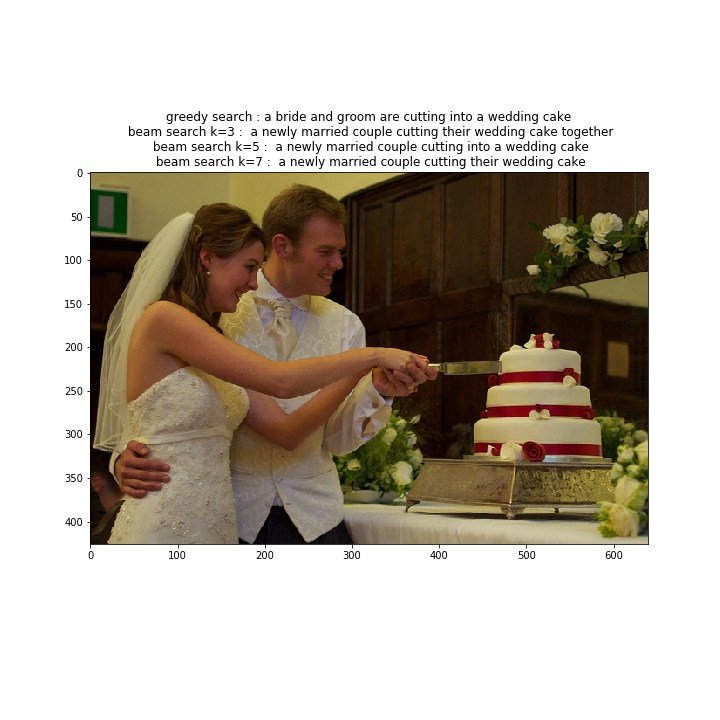 greedy search : a bride and groom are cutting into a wedding cake
beam search k=3 :  a newly married couple cutting their wedding cake together
beam search k=5 :  a newly married couple cutting into a wedding cake
beam search k=7 :  a newly married couple cutting their wedding cake
0
50
100
150
200
250
300
350
400
0 100 200 300 400 500 600